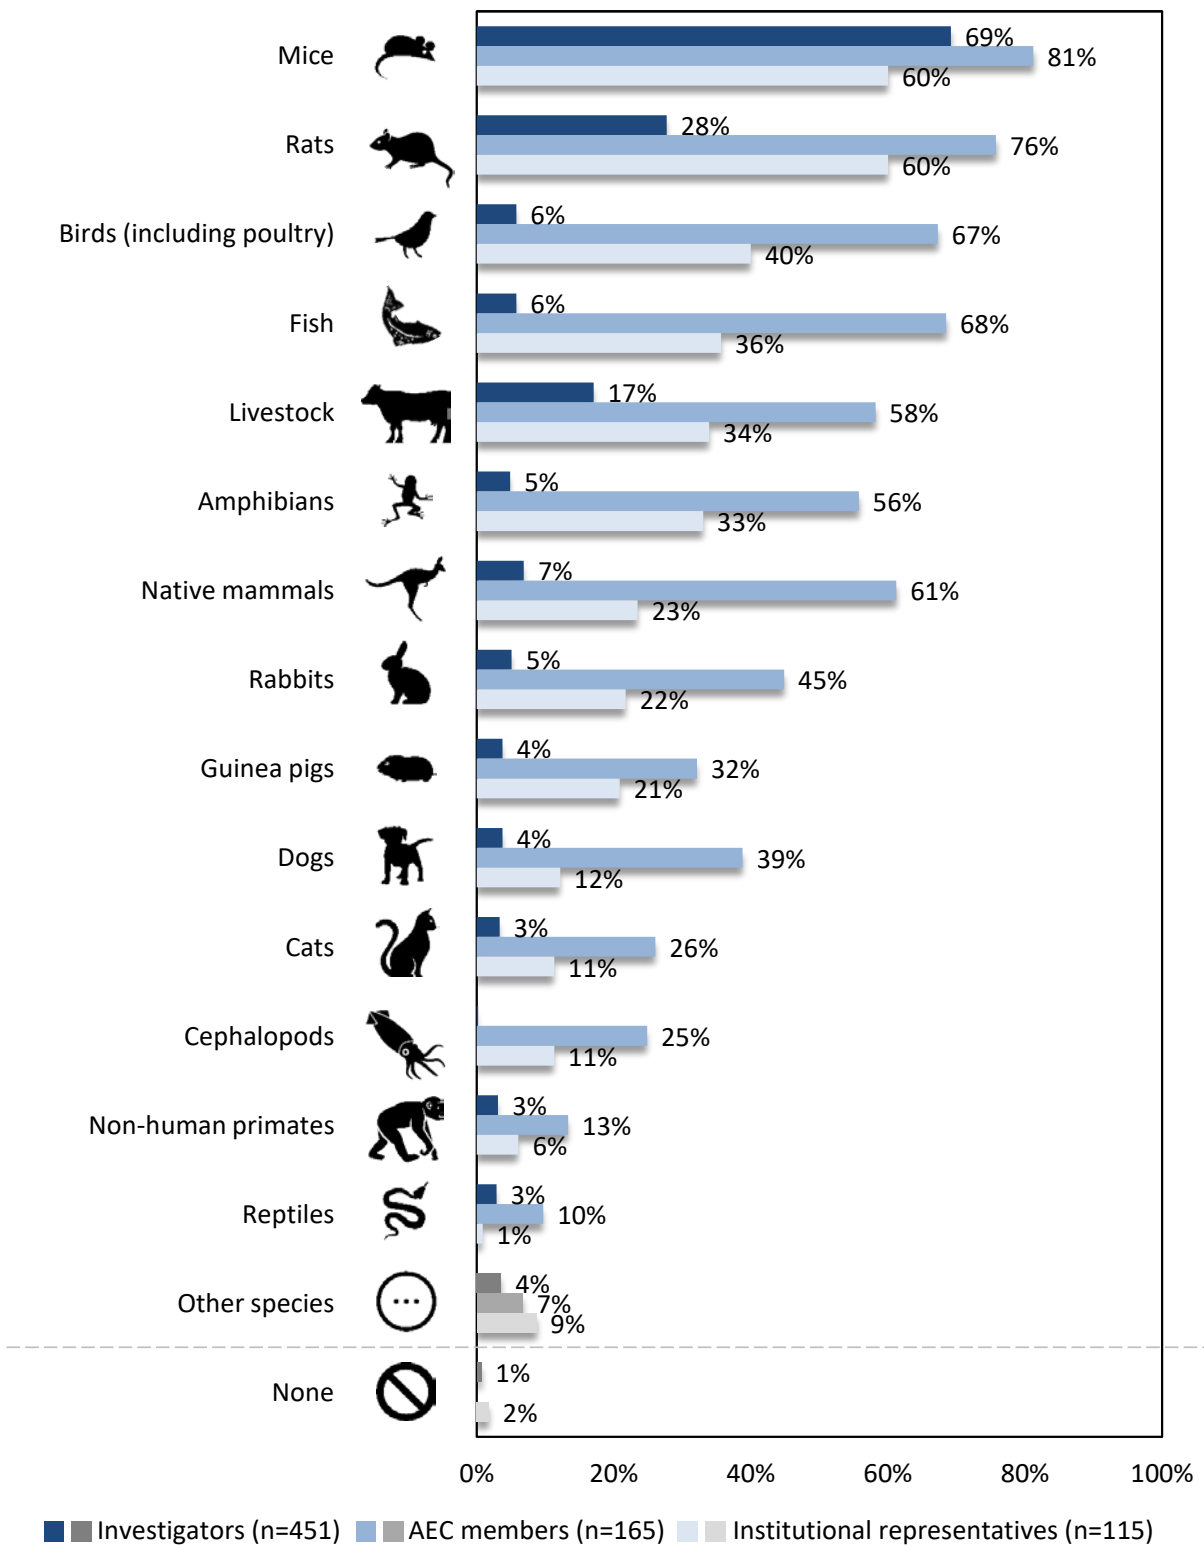 Mice
69%
81%
60%
Rats
28%
76%
60%
Birds (including poultry)
6%
67%
40%
Fish
6%
68%
36%
Livestock
17%
58%
34%
Amphibians
5%
56%
33%
Native mammals
7%
61%
23%
Rabbits
5%
45%
22%
Guinea pigs
4%
32%
21%
Dogs
4%
39%
12%
Cats
3%
26%
11%
Cephalopods
25%
11%
Non-human primates
3%
13%
6%
Reptiles
3%
10%
1%
Other species
4%
7%
9%
None
1%
2%
0% 20% 40% 60% 80% 100%
Investigators (n=451) AEC members (n=165) Institutional representatives (n=115)